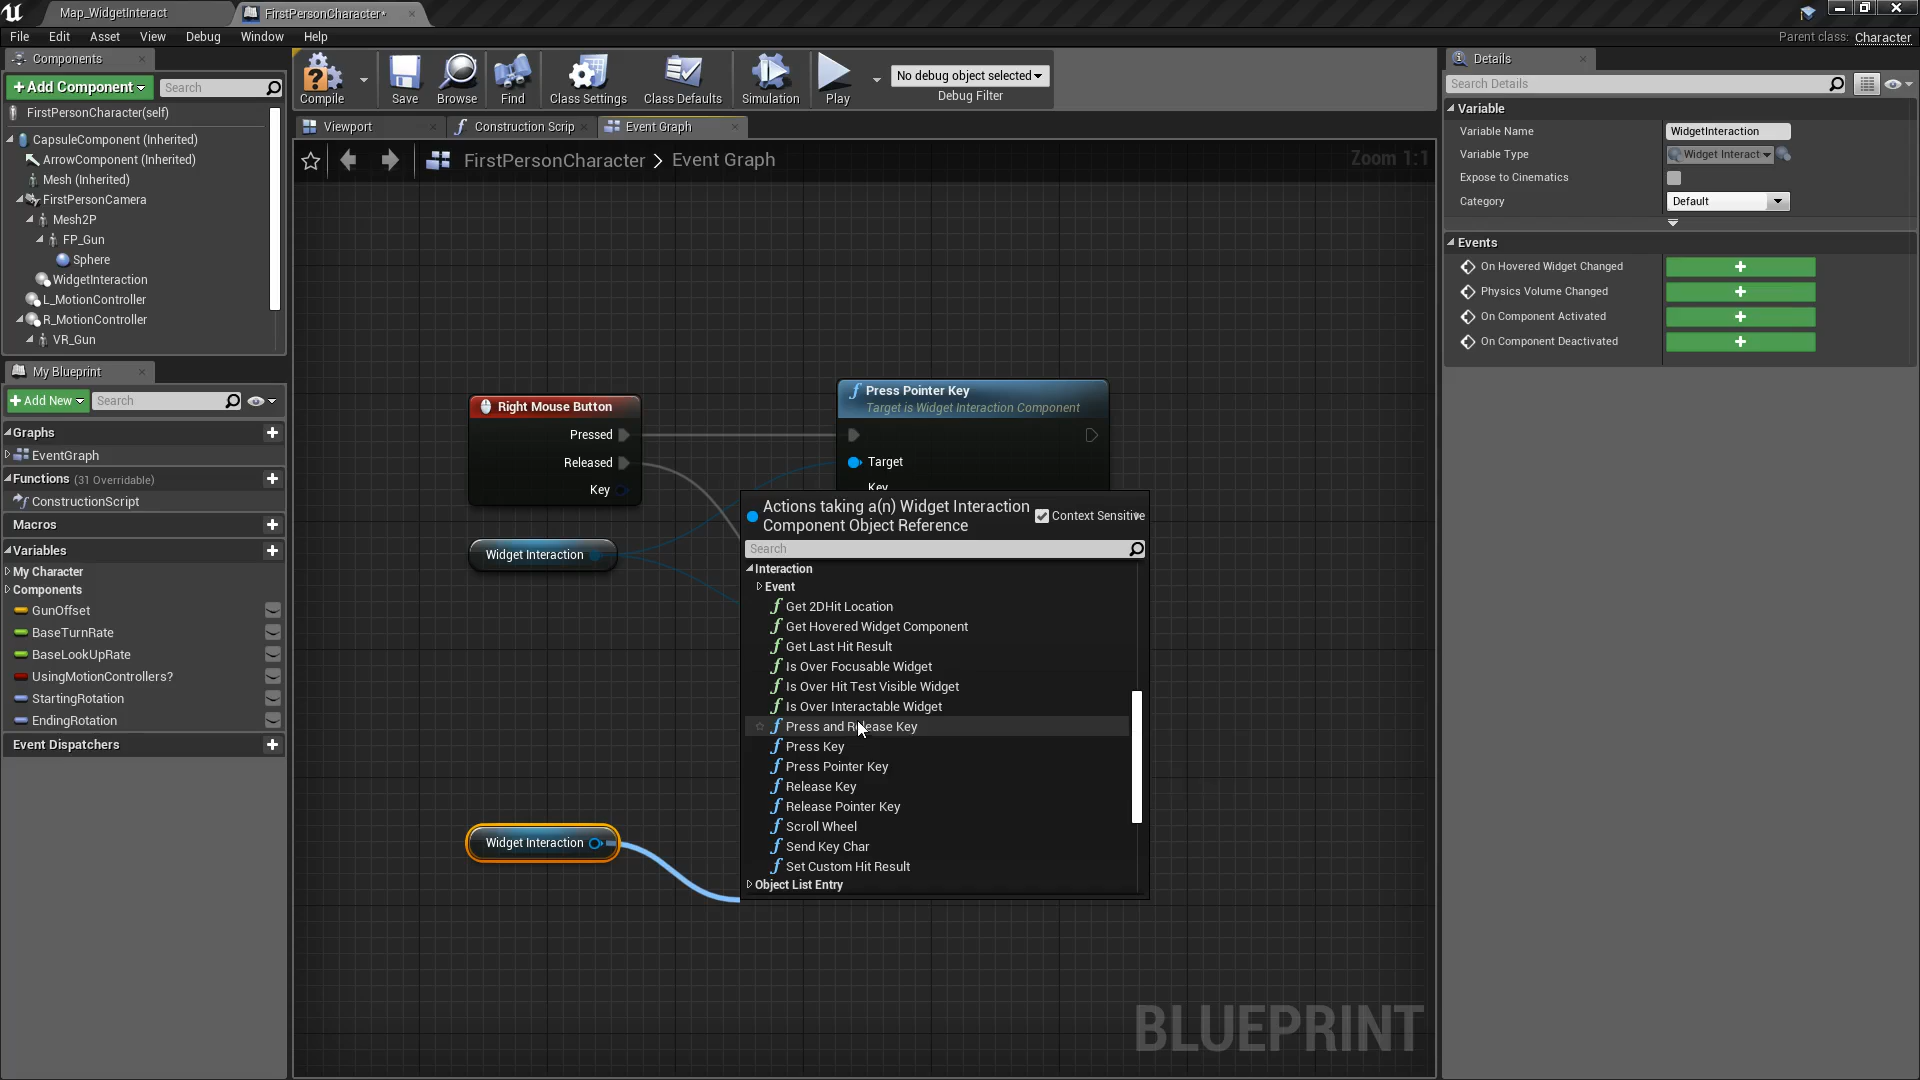 Map_WidgetInteract
FirstPersonCharacter*
File Edit Asset View Debug Window Help
Parent class: Character
Components
+Add Component
Search
FirstPersonCharacter(self)
CapsuleComponent (Inherited)
ArrowComponent (Inherited)
Mesh (Inherited)
FirstPersonCamera
Mesh2P
FP_Gun
Sphere
WidgetInteraction
L_MotionController
R_MotionController
VR_Gun
My Blueprint
+Add New
Search
Graphs
EventGraph
Functions (31 Overridable)
ConstructionScript
Macros
Variables
My Character
Components
GunOffset
BaseTurnRate
BaseLookUpRate
UsingMotionControllers?
StartingRotation
EndingRotation
Event Dispatchers
Compile
Save
Browse
Find
Class Settings
Class Defaults
Simulation
Play
No debug object selected
Debug Filter
Viewport
Construction Scrip
Event Graph
FirstPersonCharacter > Event Graph
Zoom 1:1
Right Mouse Button
Pressed
Released
Key
Widget Interaction
Press Pointer Key
Target is Widget Interaction Component
Target
Key
Actions taking a(n) Widget Interaction
Component Object Reference
Context Sensitive
Search
Interaction
Event
Get 2DHit Location
Get Hovered Widget Component
Get Last Hit Result
Is Over Focusable Widget
Is Over Hit Test Visible Widget
Is Over Interactable Widget
Press and Release Key
Press Key
Press Pointer Key
Release Key
Release Pointer Key
Scroll Wheel
Send Key Char
Set Custom Hit Result
Object List Entry
Widget Interaction
BLUEPRINT
Details
Search Details
Variable
Variable Name WidgetInteraction
Variable Type Widget Interact
Expose to Cinematics
Category Default
Events
On Hovered Widget Changed
Physics Volume Changed
On Component Activated
On Component Deactivated